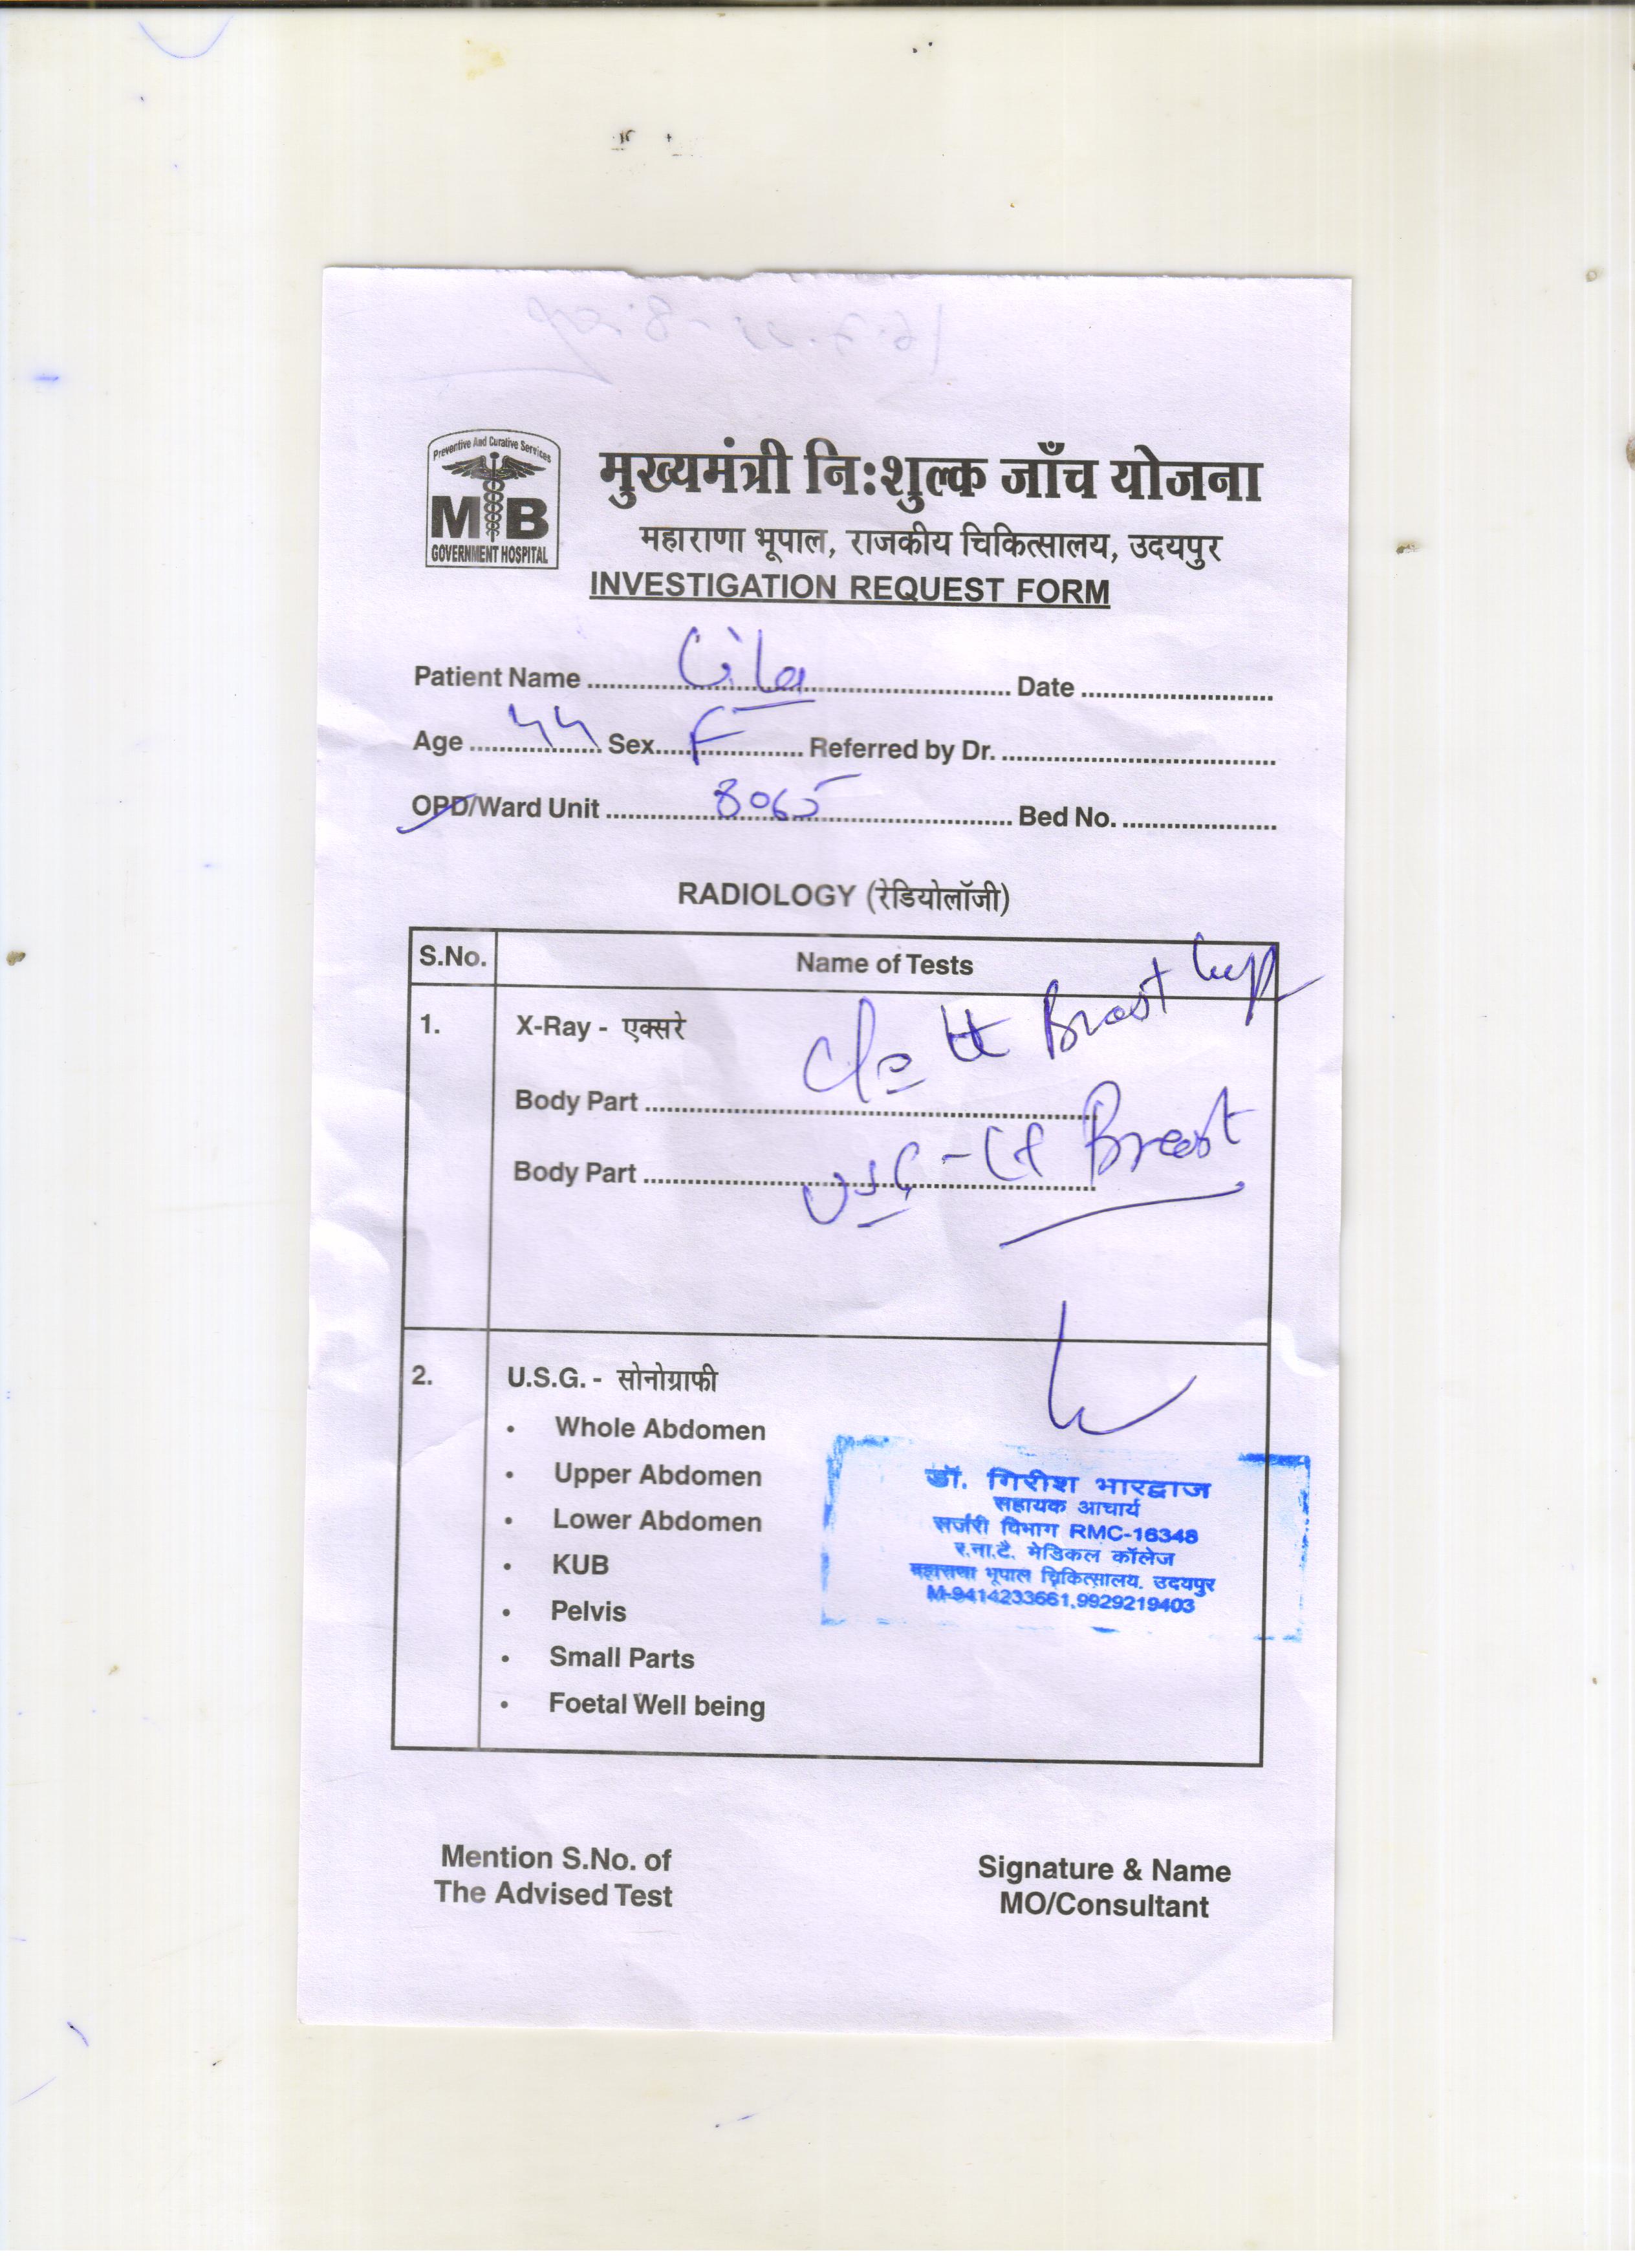 Preventive And Curative Services
MB
GOVERNMENT HOSPITAL
मुख्यमंत्री नि:शुल्क जाँच योजना
महाराणा भूपाल, राजकीय चिकित्सालय, उदयपुर
INVESTIGATION REQUEST FORM
Patient Name ........ Date ........
Age 44 Sex F Referred by Dr. ........
OPD/Ward Unit 8065 Bed No. ........
RADIOLOGY (रेडियोलॉजी)
S.No. Name of Tests
1. X-Ray - एक्सरे
c/o Lt Breast lump
Body Part ........
Body Part ........ USG - Lt Breast
2. U.S.G. - सोनोग्राफी
• Whole Abdomen
• Upper Abdomen
• Lower Abdomen
• KUB
• Pelvis
• Small Parts
• Foetal Well being
डॉ. गिरीश भारद्वाज
सहायक आचार्य
सर्जरी विभाग RMC-16348
र.ना.टै. मेडिकल कॉलेज
महाराणा भूपाल चिकित्सालय, उदयपुर
M-9414233661,9929219403
Mention S.No. of
The Advised Test
Signature & Name
MO/Consultant